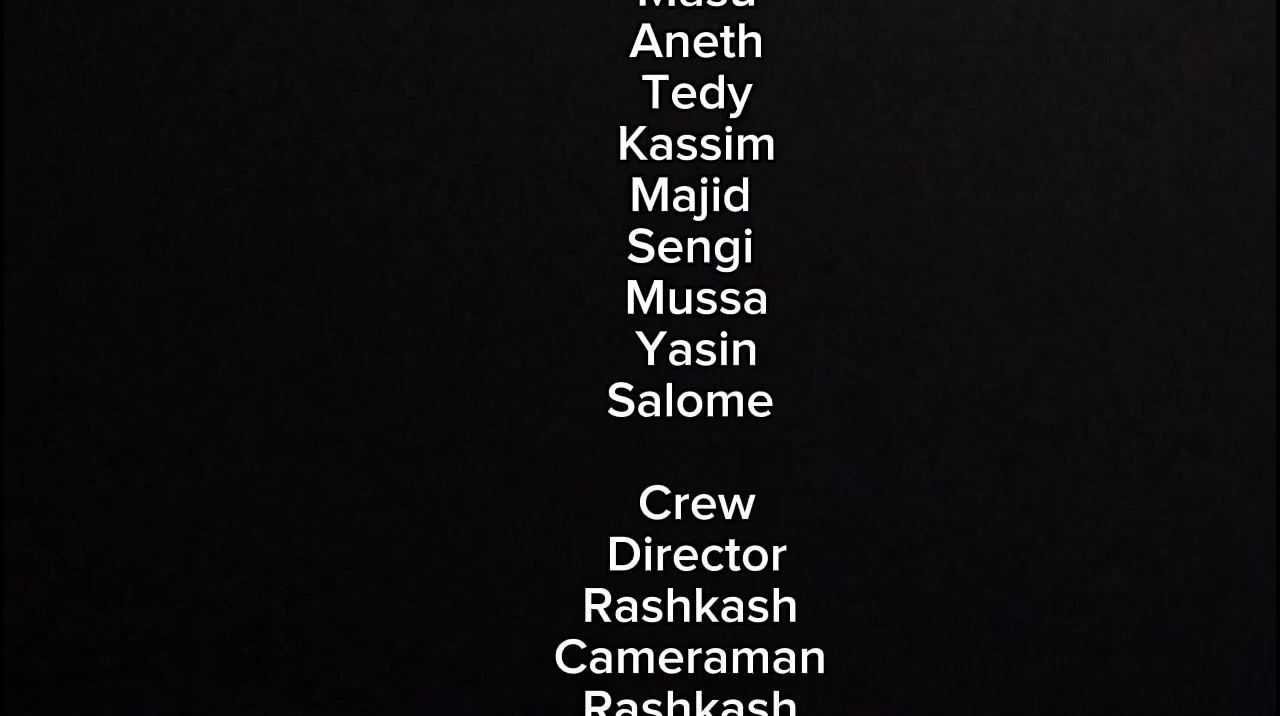 Aneth
Tedy
Kassim
Majid
Sengi
Mussa
Yasin
Salome
Crew
Director
Rashkash
Cameraman
Rashkash